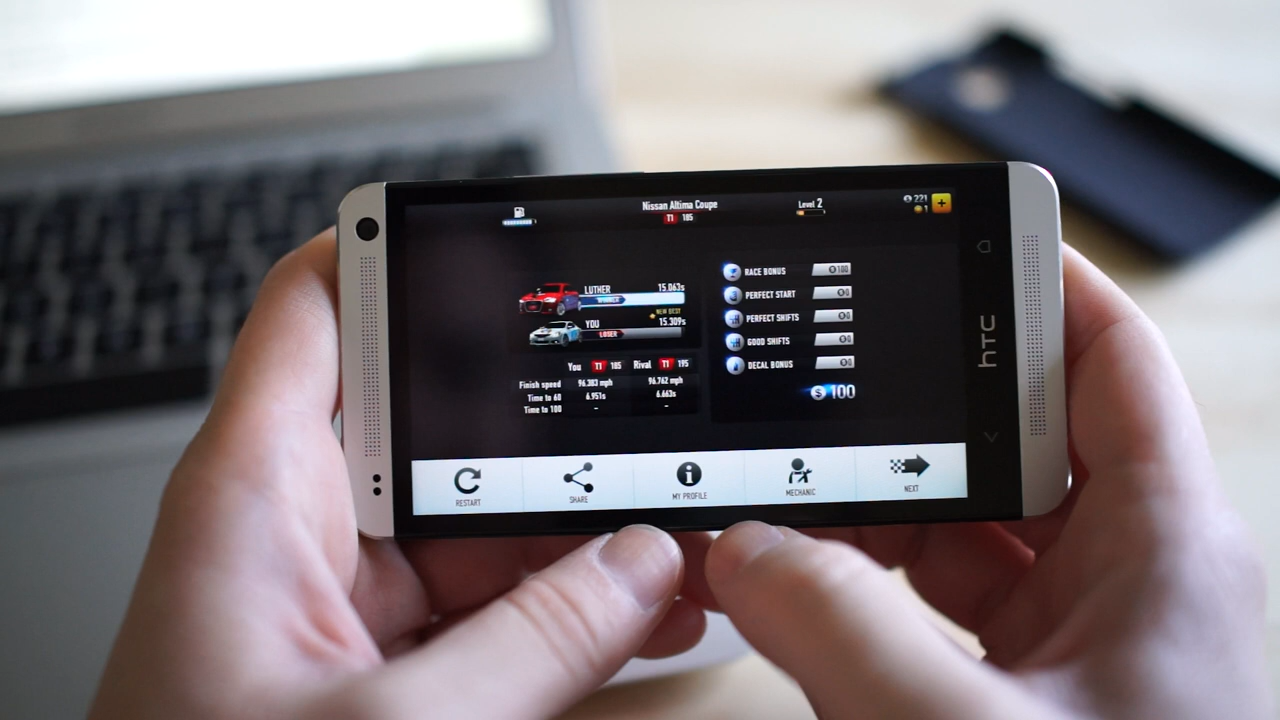 Nissan Altima Coupe
T1 185
Level 2
221
1
+
LUTHER 15.063s
WINNER
NEW BEST
YOU 15.309s
LOSER
You T1 185 Rival T1 195
Finish speed 96.383 mph 96.762 mph
Time to 60 6.951s 6.663s
Time to 100 - -
RACE BONUS 100
PERFECT START 0
PERFECT SHIFTS 0
GOOD SHIFTS 0
DECAL BONUS 0
S 100
RESTART
SHARE
MY PROFILE
MECHANIC
NEXT
hTC